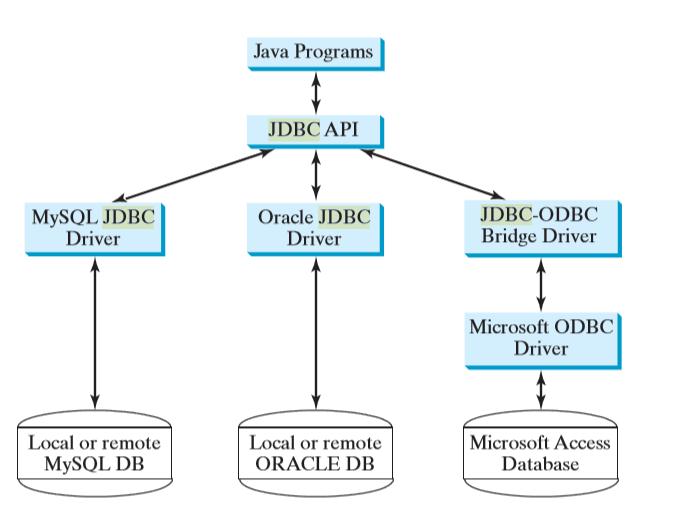 Java Programs
JDBC API
MySQL JDBC
Driver
Oracle JDBC
Driver
JDBC-ODBC
Bridge Driver
Microsoft ODBC
Driver
Local or remote
MySQL DB
Local or remote
ORACLE DB
Microsoft Access
Database